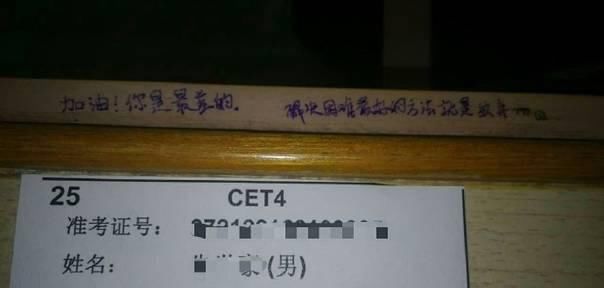 加油！你是最差的. 解决困难最好的方法就是放弃
25 CET4
准考证号：
姓名： (男)